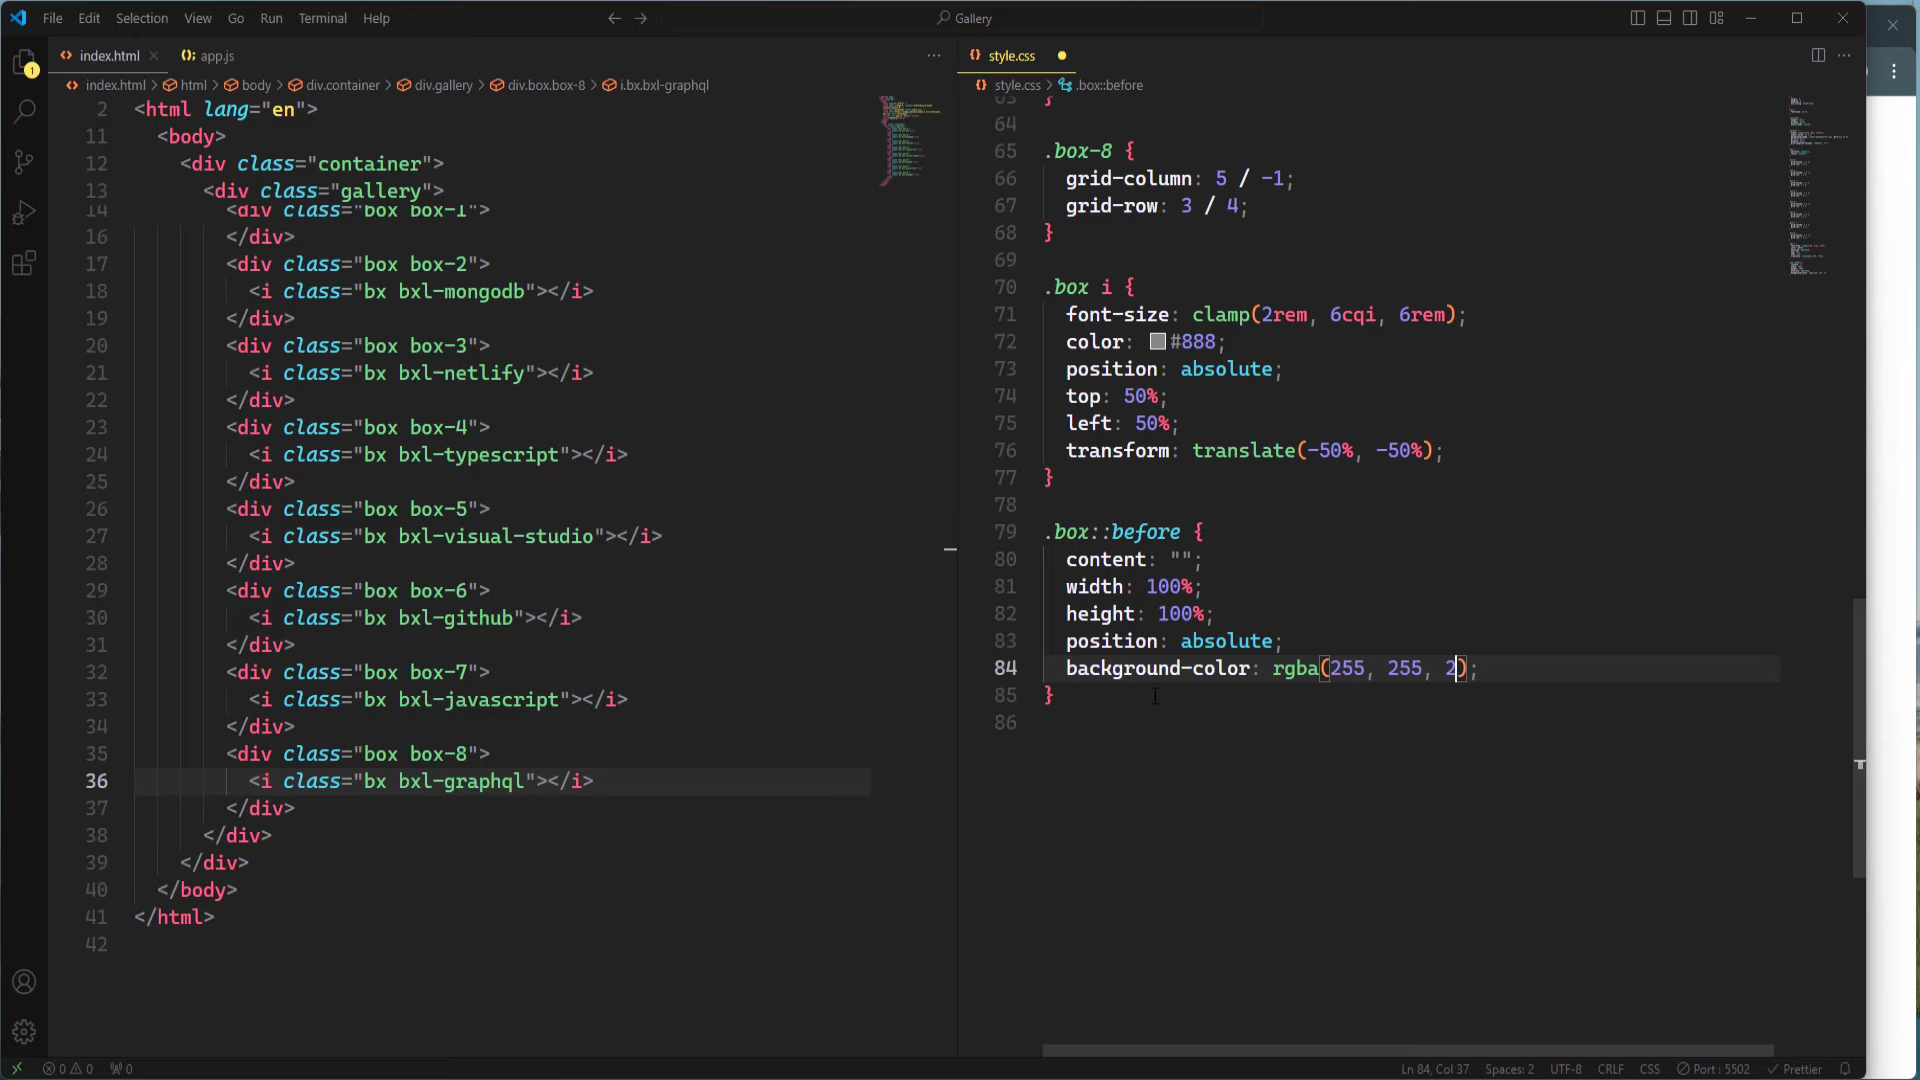 File Edit Selection View Go Run Terminal Help
Gallery
index.html
app.js
index.html > html > body > div.container > div.gallery > div.box.box-8 > i.bx.bxl-graphql
2 <html lang="en">
11 <body>
12 <div class="container">
13 <div class="gallery">
14 <div class="box box-1">
16 </div>
17 <div class="box box-2">
18 <i class="bx bxl-mongodb"></i>
19 </div>
20 <div class="box box-3">
21 <i class="bx bxl-netlify"></i>
22 </div>
23 <div class="box box-4">
24 <i class="bx bxl-typescript"></i>
25 </div>
26 <div class="box box-5">
27 <i class="bx bxl-visual-studio"></i>
28 </div>
29 <div class="box box-6">
30 <i class="bx bxl-github"></i>
31 </div>
32 <div class="box box-7">
33 <i class="bx bxl-javascript"></i>
34 </div>
35 <div class="box box-8">
36 <i class="bx bxl-graphql"></i>
37 </div>
38 </div>
39 </div>
40 </body>
41 </html>
42
style.css
style.css > .box::before
63 }
64
65 .box-8 {
66 grid-column: 5 / -1;
67 grid-row: 3 / 4;
68 }
69
70 .box i {
71 font-size: clamp(2rem, 6cqi, 6rem);
72 color: #888;
73 position: absolute;
74 top: 50%;
75 left: 50%;
76 transform: translate(-50%, -50%);
77 }
78
79 .box::before {
80 content: "";
81 width: 100%;
82 height: 100%;
83 position: absolute;
84 background-color: rgba(255, 255, 2);
85 }
86
1
0 0 0
Ln 84, Col 37 Spaces: 2 UTF-8 CRLF CSS Port : 5502 Prettier